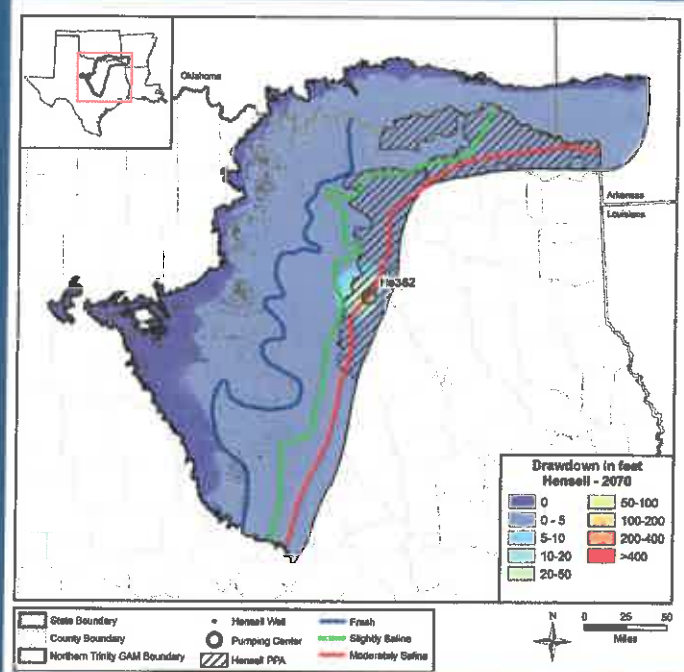 Oklahoma
Arkansas
Louisiana
He382
Drawdown in feet
Hensell - 2070
0
0 - 5
5-10
10-20
20-50
50-100
100-200
200-400
>400
State Boundary
County Boundary
Northern Trinity GAM Boundary
Hensell Well
Pumping Center
Hensell PPA
Fresh
Slightly Saline
Moderately Saline
N
0 25 50
Miles